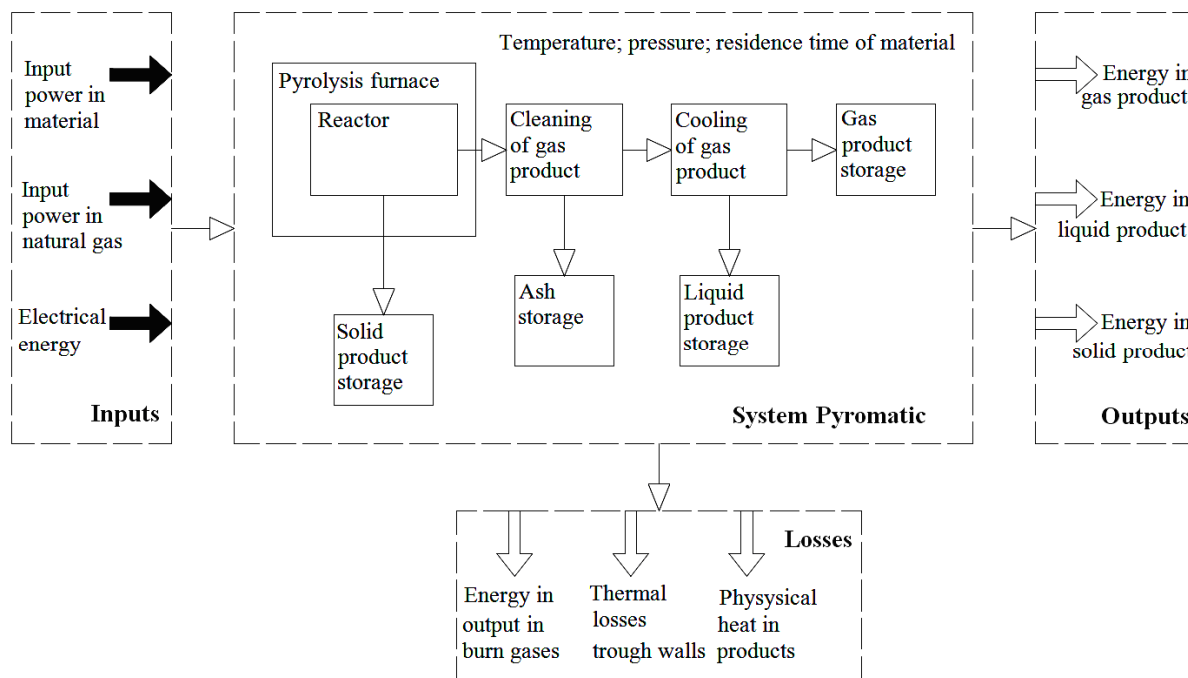 Input
power in
material
Input
power in
natural gas
Electrical
energy
Inputs
Temperature; pressure; residence time of material
Pyrolysis furnace
Reactor
Cleaning
of gas
product
Cooling
of gas
product
Gas
product
storage
Solid
product
storage
Ash
storage
Liquid
product
storage
System Pyromatic
Energy in
gas product
Energy in
liquid product
Energy in
solid product
Outputs
Losses
Energy in
output in
burn gases
Thermal
losses
trough walls
Physysical
heat in
products